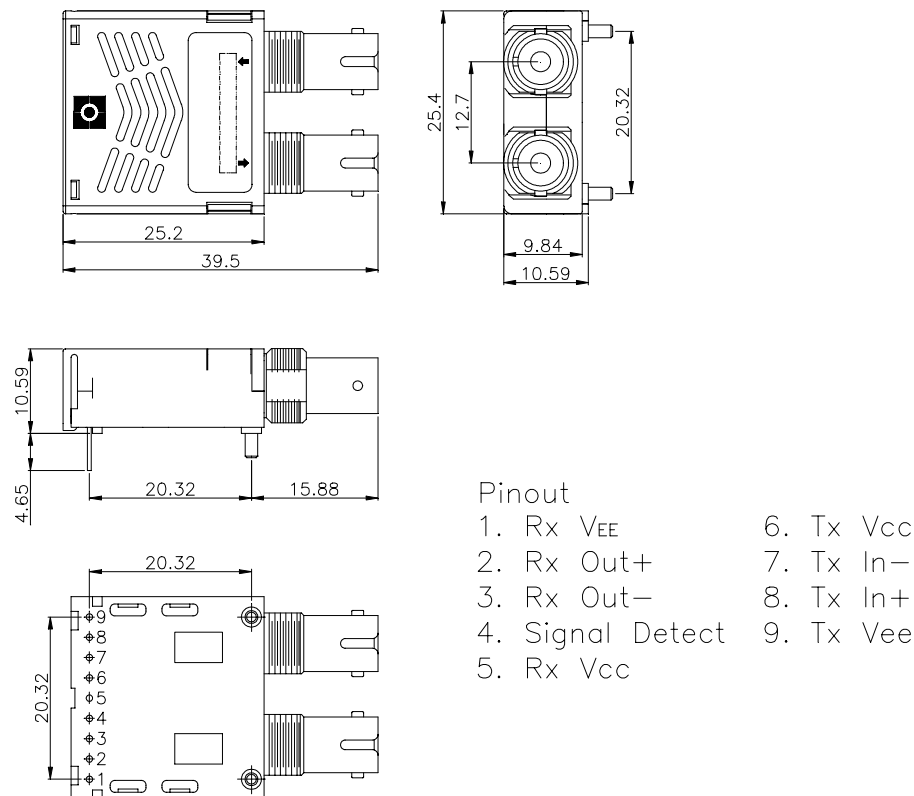 25.2
39.5
25.4
12.7
20.32
9.84
10.59
10.59
4.65
20.32
15.88
20.32
20.32
9
8
7
6
5
4
3
2
1
Pinout
1. Rx VEE
2. Rx Out+
3. Rx Out-
4. Signal Detect
5. Rx Vcc
6. Tx Vcc
7. Tx In-
8. Tx In+
9. Tx Vee